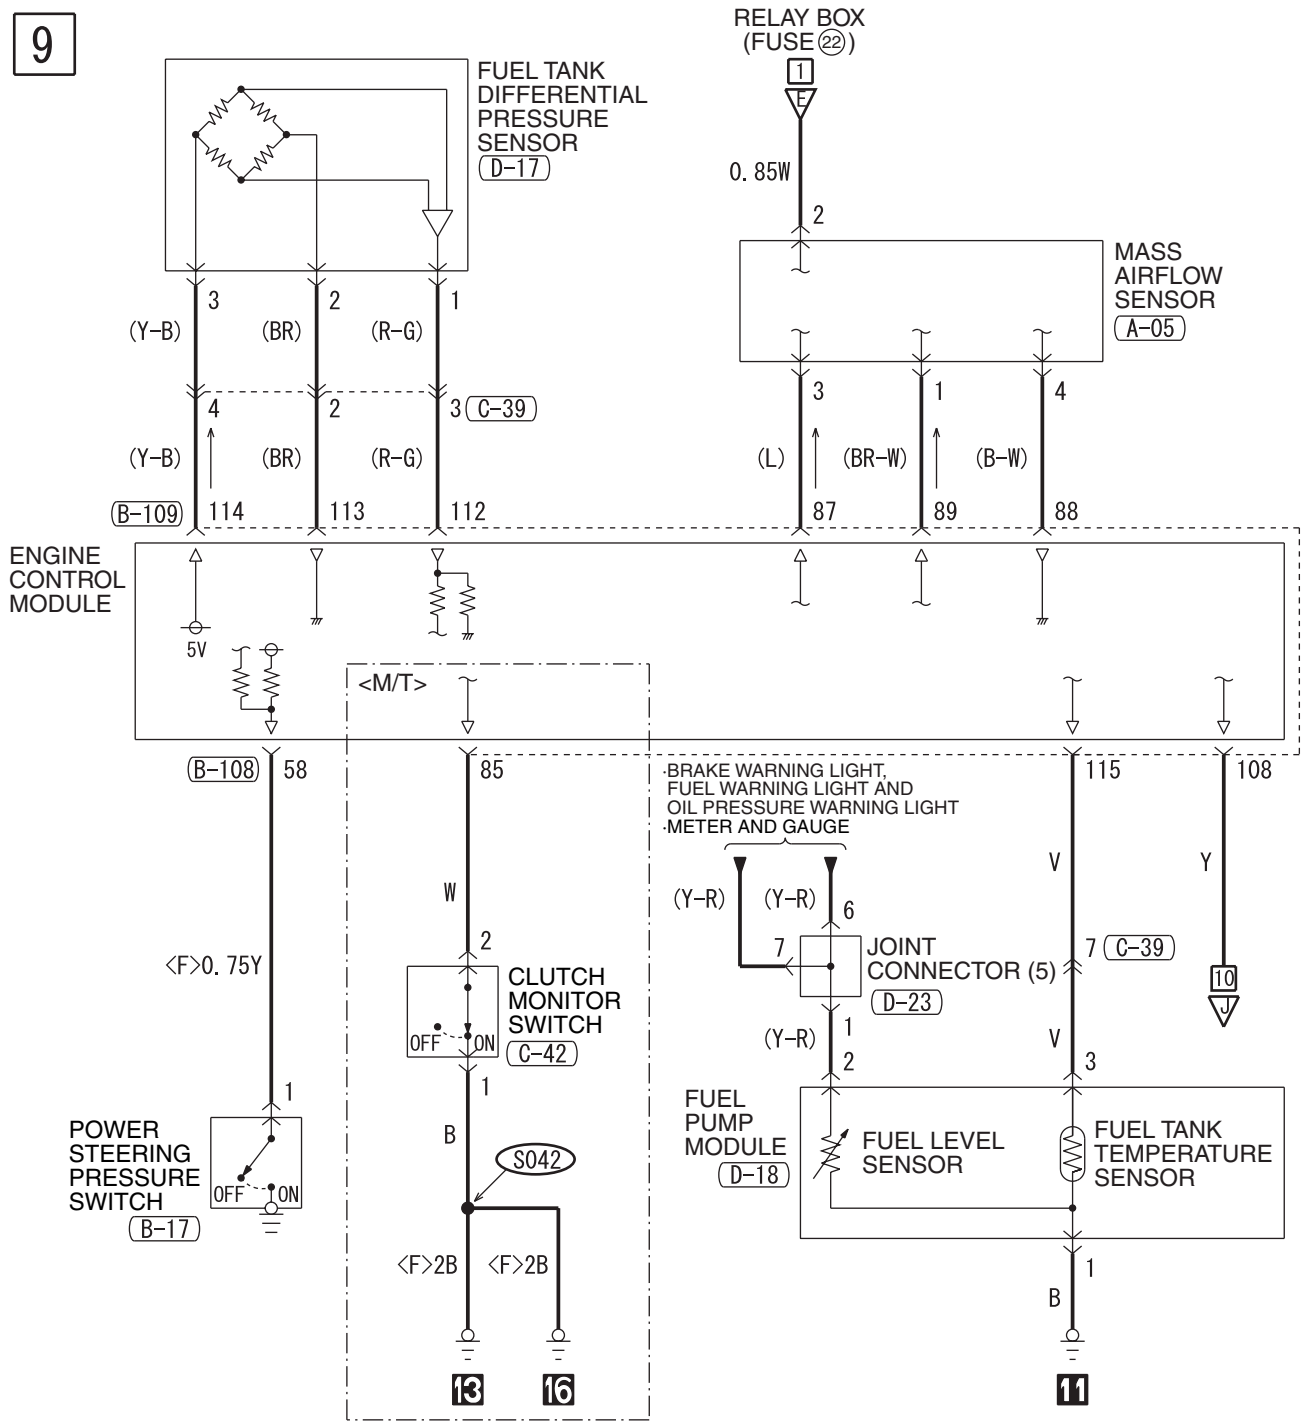 9
RELAY BOX
(FUSE 22)
1
E
FUEL TANK
DIFFERENTIAL
PRESSURE
SENSOR
D-17
0.85W
2
MASS
AIRFLOW
SENSOR
A-05
3 2 1
(Y-B) (BR) (R-G)
3 1 4
4 2 3 C-39
(Y-B) (BR) (R-G)
(L) (BR-W) (B-W)
B-109 114 113 112 87 89 88
ENGINE
CONTROL
MODULE
5V
<M/T>
B-108 58 85 115 108
·BRAKE WARNING LIGHT,
FUEL WARNING LIGHT AND
OIL PRESSURE WARNING LIGHT
·METER AND GAUGE
W
V
Y
(Y-R) (Y-R) 6
2
7
JOINT
CONNECTOR (5)
D-23
7 C-39
10
J
<F>0.75Y
CLUTCH
MONITOR
SWITCH
C-42
OFF ON
1
(Y-R)
1
2
V
3
1
POWER
STEERING
PRESSURE
SWITCH
B-17
OFF ON
B
S042
FUEL
PUMP
MODULE
D-18
FUEL LEVEL
SENSOR
FUEL TANK
TEMPERATURE
SENSOR
<F>2B <F>2B
1
B
13 16 11